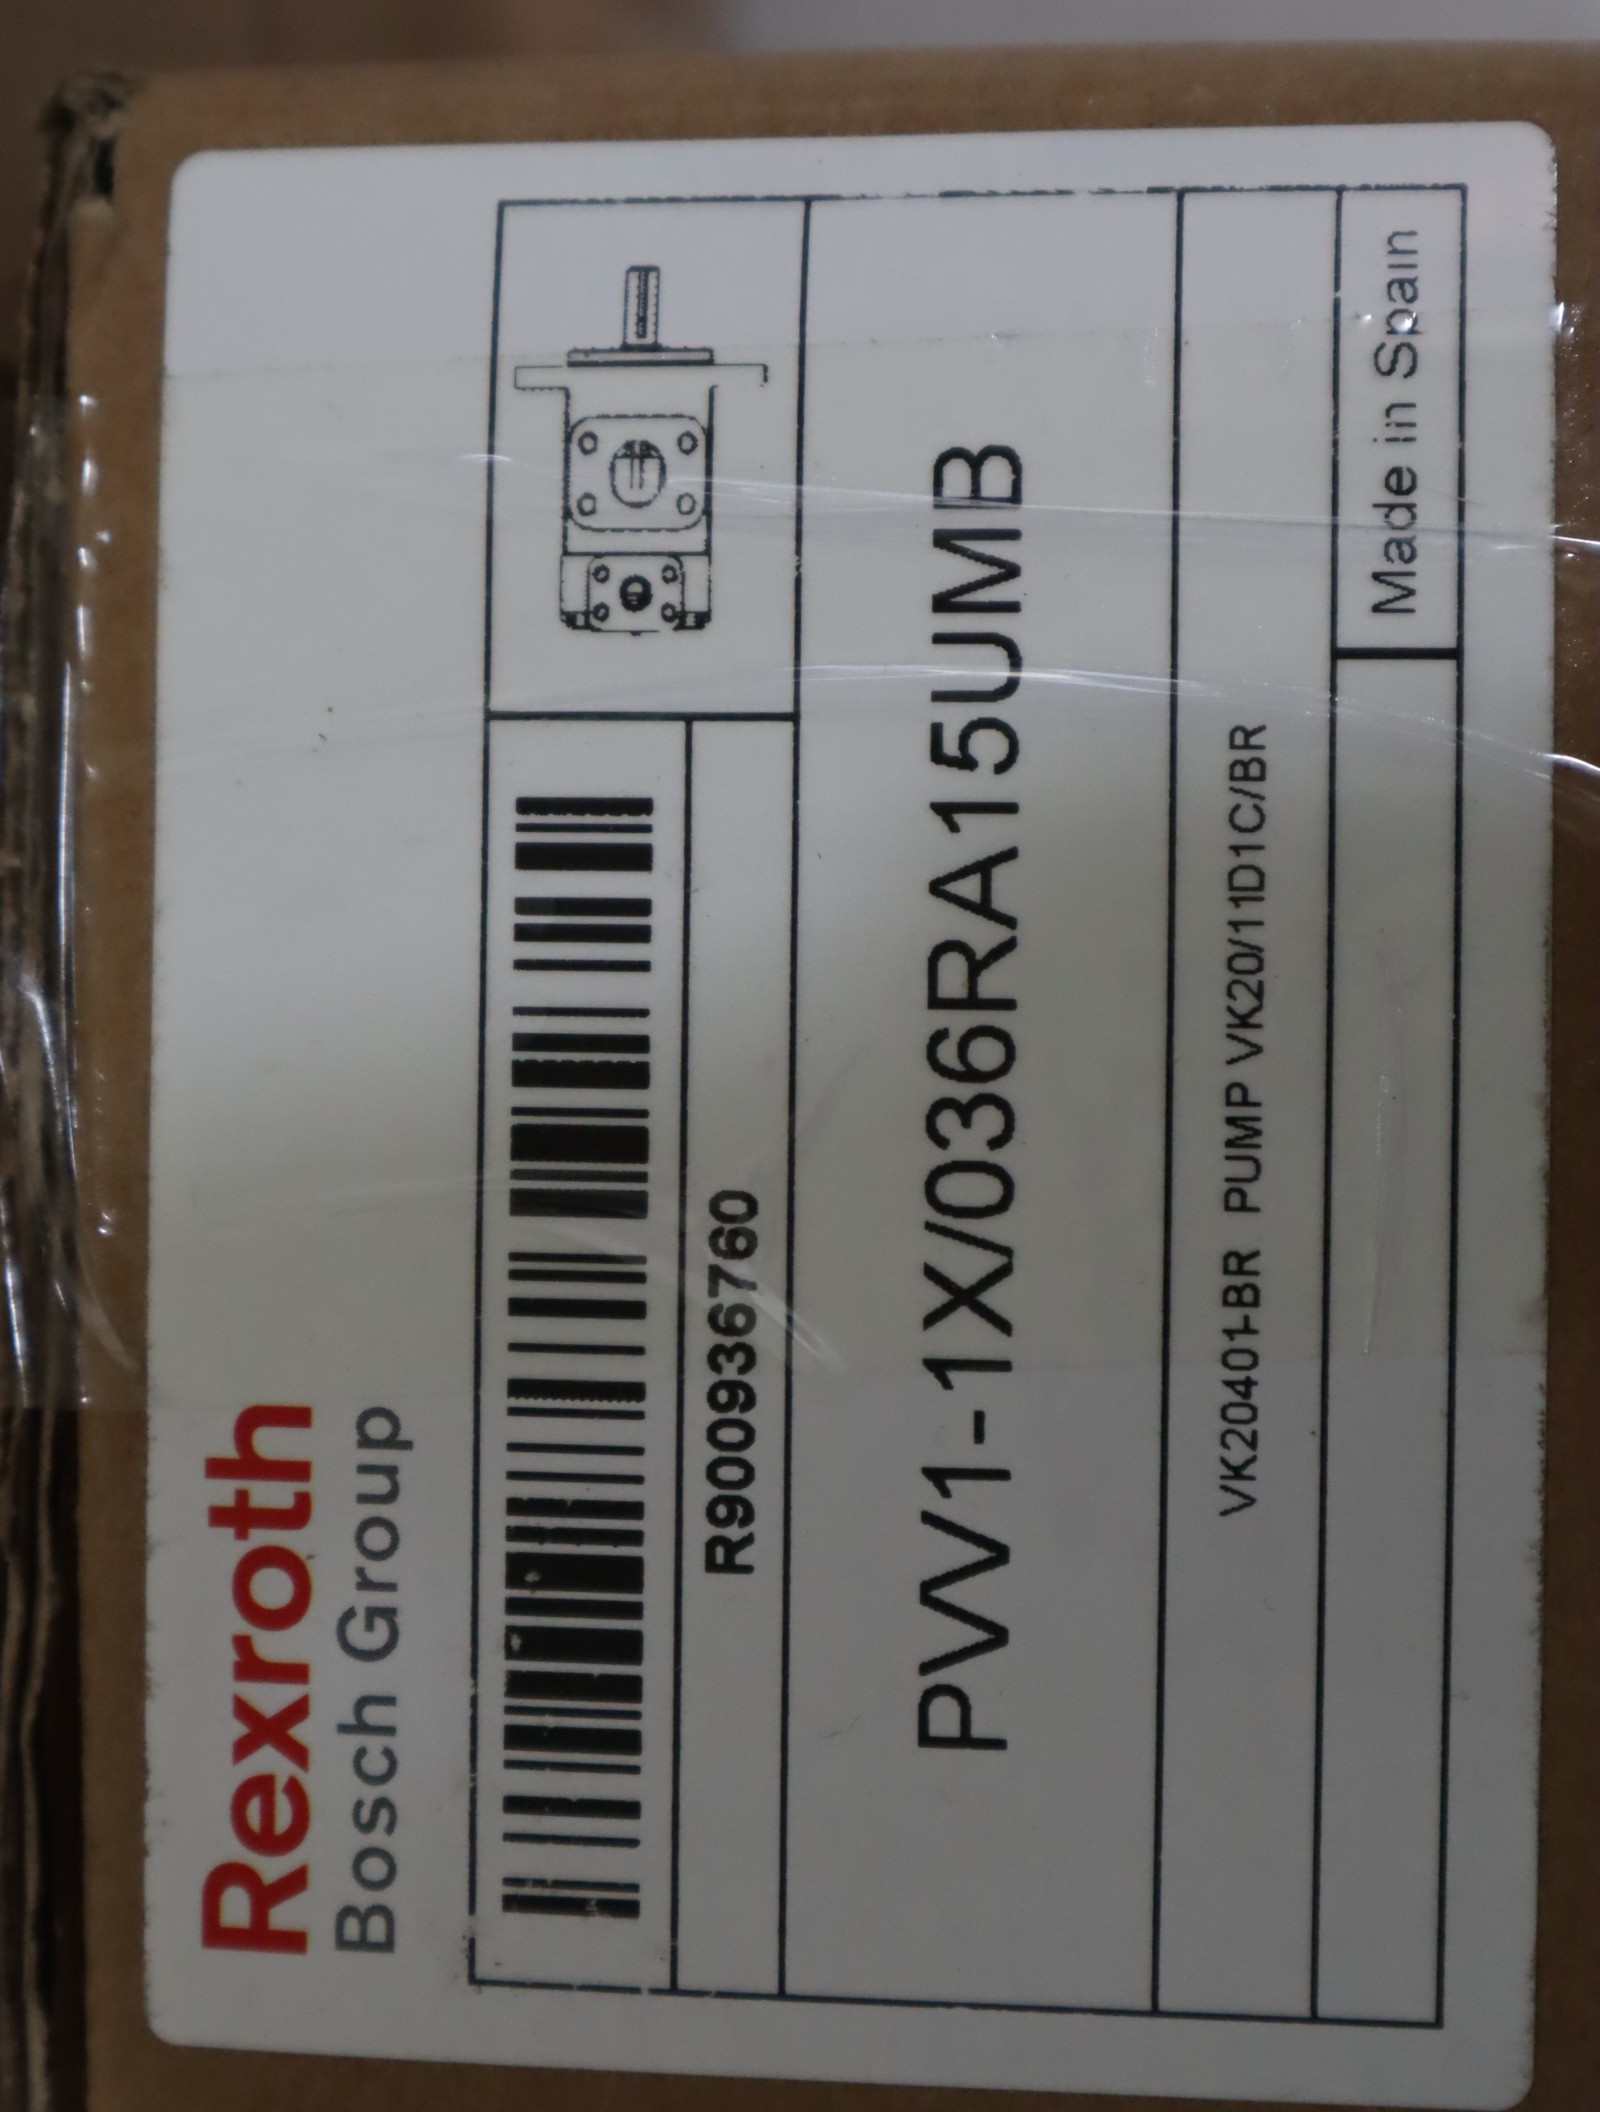 Rexroth
Bosch Group
R900936760
PVV1-1X/036RA15UMB
VK20401-BR PUMP VK20/11D1C/BR
Made in Spain